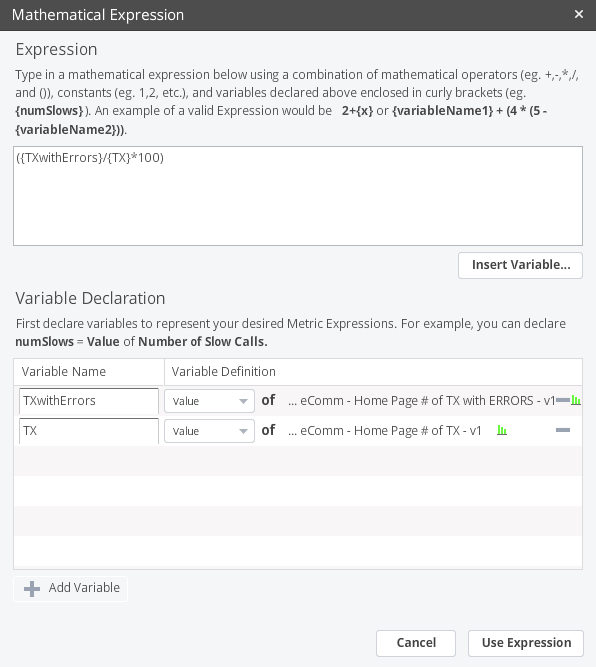 Mathematical Expression ×
Expression
Type in a mathematical expression below using a combination of mathematical operators (eg. +,-,*,/,
and ()), constants (eg. 1,2, etc.), and variables declared above enclosed in curly brackets (eg.
{numSlows}). An example of a valid Expression would be 2+{x} or {variableName1} + (4 * (5 -
{variableName2})).
({TXwithErrors}/{TX}*100)
Insert Variable...
Variable Declaration
First declare variables to represent your desired Metric Expressions. For example, you can declare
numSlows = Value of Number of Slow Calls.
Variable Name Variable Definition
TXwithErrors Value of ... eComm - Home Page # of TX with ERRORS - v1
TX Value of ... eComm - Home Page # of TX - v1
Add Variable
Cancel Use Expression